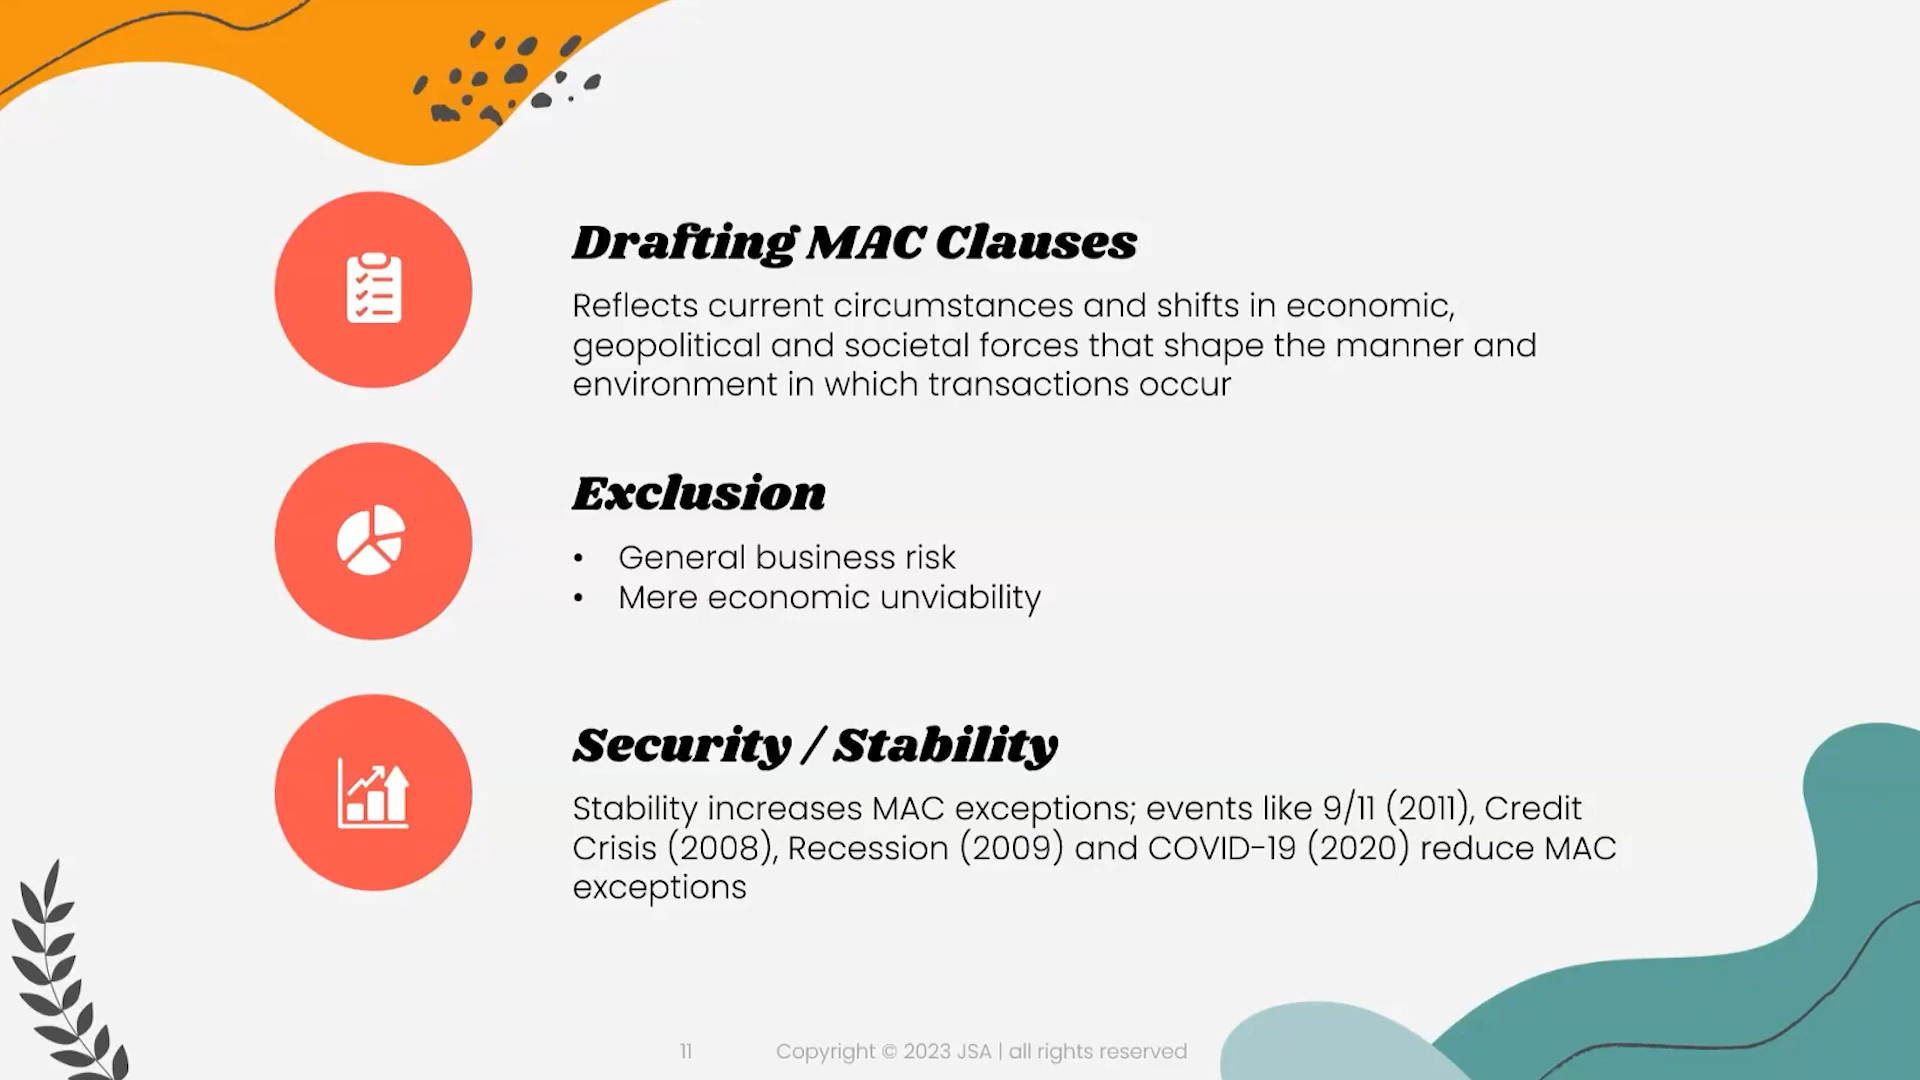 Drafting MAC Clauses
Reflects current circumstances and shifts in economic,
geopolitical and societal forces that shape the manner and
environment in which transactions occur
Exclusion
• General business risk
• Mere economic unviability
Security / Stability
Stability increases MAC exceptions; events like 9/11 (2011), Credit
Crisis (2008), Recession (2009) and COVID-19 (2020) reduce MAC
exceptions
11 Copyright © 2023 JSA | all rights reserved